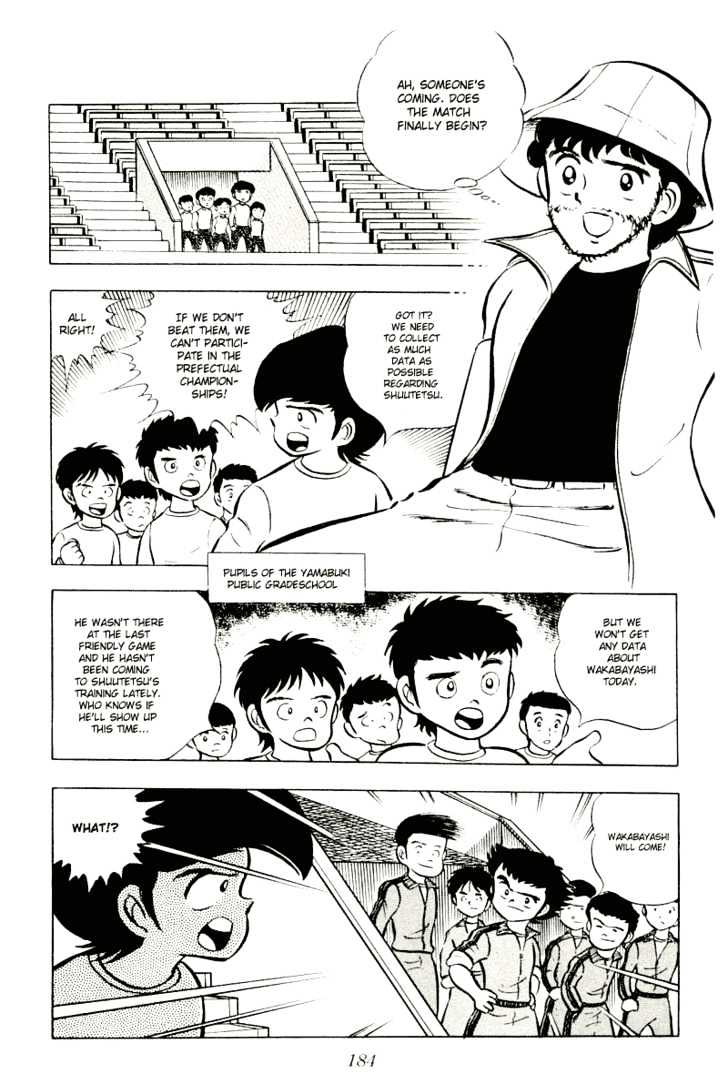 AH, SOMEONE'S
COMING. DOES
THE MATCH
FINALLY BEGIN?
GOT IT?
WE NEED
TO COLLECT
AS MUCH
DATA AS
POSSIBLE
REGARDING
SHUUTETSU.
IF WE DON'T
BEAT THEM, WE
CAN'T PARTICI-
PATE IN THE
PREFECTUAL
CHAMPION-
SHIPS!
ALL
RIGHT!
PUPILS OF THE YAMABUKI
PUBLIC GRADESCHOOL
BUT WE
WON'T GET
ANY DATA
ABOUT
WAKABAYASHI
TODAY.
HE WASN'T THERE
AT THE LAST
FRIENDLY GAME
AND HE HASN'T
BEEN COMING
TO SHUUTETSU'S
TRAINING LATELY.
WHO KNOWS IF
HE'LL SHOW UP
THIS TIME...
WAKABAYASHI
WILL COME!
WHAT!?
184